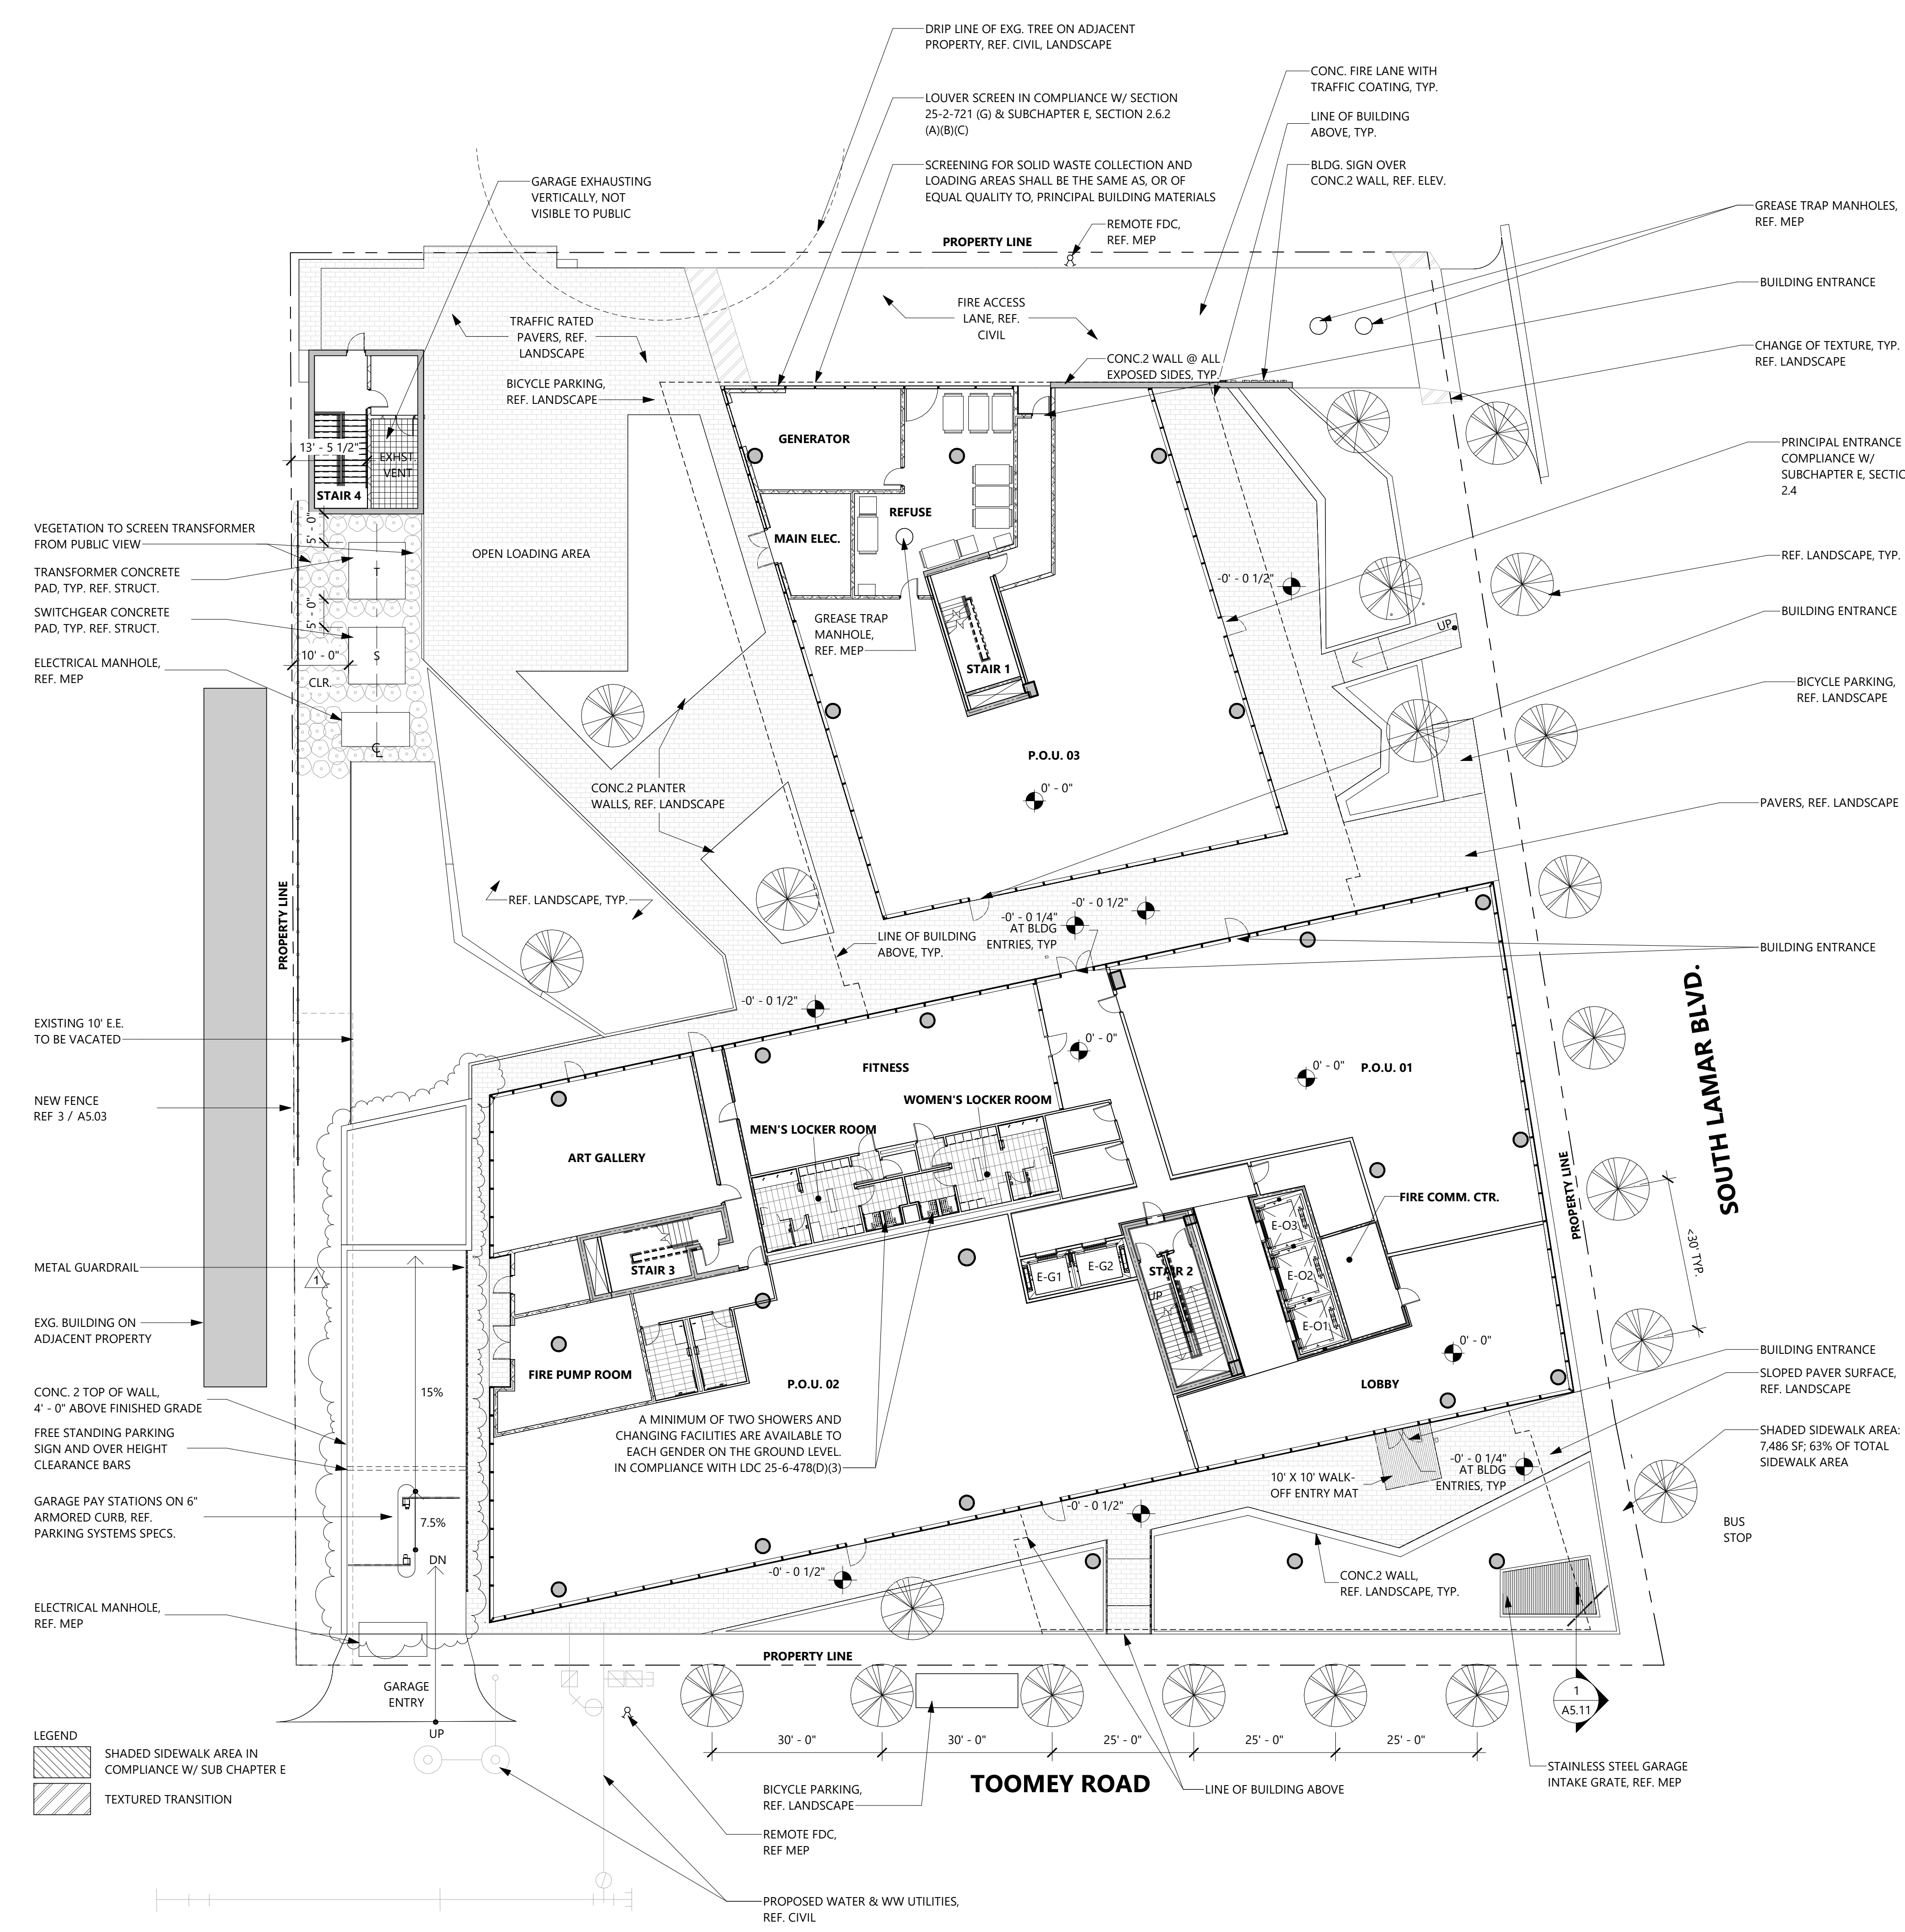 DRIP LINE OF EXG. TREE ON ADJACENT
PROPERTY, REF. CIVIL, LANDSCAPE
LOUVER SCREEN IN COMPLIANCE W/ SECTION
25-2-721 (G) & SUBCHAPTER E, SECTION 2.6.2
(A)(B)(C)
SCREENING FOR SOLID WASTE COLLECTION AND
LOADING AREAS SHALL BE THE SAME AS, OR OF
EQUAL QUALITY TO, PRINCIPAL BUILDING MATERIALS
CONC. FIRE LANE WITH
TRAFFIC COATING, TYP.
LINE OF BUILDING
ABOVE, TYP.
BLDG. SIGN OVER
CONC.2 WALL, REF. ELEV.
GARAGE EXHAUSTING
VERTICALLY, NOT
VISIBLE TO PUBLIC
REMOTE FDC,
REF. MEP
PROPERTY LINE
GREASE TRAP MANHOLES,
REF. MEP
BUILDING ENTRANCE
TRAFFIC RATED
PAVERS, REF.
LANDSCAPE
FIRE ACCESS
LANE, REF.
CIVIL
CHANGE OF TEXTURE, TYP.
REF. LANDSCAPE
BICYCLE PARKING,
REF. LANDSCAPE
CONC.2 WALL @ ALL
EXPOSED SIDES, TYP.
PRINCIPAL ENTRANCE
COMPLIANCE W/
SUBCHAPTER E, SECTIO
2.4
GENERATOR
13' - 5 1/2"
EXHST.
VENT
STAIR 4
REFUSE
MAIN ELEC.
VEGETATION TO SCREEN TRANSFORMER
FROM PUBLIC VIEW
5' - 0"
OPEN LOADING AREA
TRANSFORMER CONCRETE
PAD, TYP. REF. STRUCT.
T
REF. LANDSCAPE, TYP.
-0' - 0 1/2"
SWITCHGEAR CONCRETE
PAD, TYP. REF. STRUCT.
5' - 0"
GREASE TRAP
MANHOLE,
REF. MEP
BUILDING ENTRANCE
UP
ELECTRICAL MANHOLE,
REF. MEP
10' - 0"
CLR.
S
STAIR 1
BICYCLE PARKING,
REF. LANDSCAPE
CL
P.O.U. 03
0' - 0"
CONC.2 PLANTER
WALLS, REF. LANDSCAPE
PAVERS, REF. LANDSCAPE
PROPERTY LINE
REF. LANDSCAPE, TYP.
-0' - 0 1/2"
-0' - 0 1/4"
AT BLDG
ENTRIES, TYP
LINE OF BUILDING
ABOVE, TYP.
BUILDING ENTRANCE
-0' - 0 1/2"
SOUTH LAMAR BLVD.
EXISTING 10' E.E.
TO BE VACATED
0' - 0"
FITNESS
0' - 0"
P.O.U. 01
NEW FENCE
REF 3 / A5.03
WOMEN'S LOCKER ROOM
MEN'S LOCKER ROOM
ART GALLERY
PROPERTY LINE
FIRE COMM. CTR.
E-O3
E-O2
E-O1
E-G1
E-G2
STAIR 2
UP
STAIR 3
<30' TYP.
METAL GUARDRAIL
1
EXG. BUILDING ON
ADJACENT PROPERTY
0' - 0"
BUILDING ENTRANCE
FIRE PUMP ROOM
P.O.U. 02
LOBBY
SLOPED PAVER SURFACE,
REF. LANDSCAPE
CONC. 2 TOP OF WALL,
4' - 0" ABOVE FINISHED GRADE
15%
A MINIMUM OF TWO SHOWERS AND
CHANGING FACILITIES ARE AVAILABLE TO
EACH GENDER ON THE GROUND LEVEL.
IN COMPLIANCE WITH LDC 25-6-478(D)(3)
FREE STANDING PARKING
SIGN AND OVER HEIGHT
CLEARANCE BARS
SHADED SIDEWALK AREA:
7,486 SF; 63% OF TOTAL
SIDEWALK AREA
10' X 10' WALK-
OFF ENTRY MAT
-0' - 0 1/4"
AT BLDG
ENTRIES, TYP
GARAGE PAY STATIONS ON 6"
ARMORED CURB, REF.
PARKING SYSTEMS SPECS.
7.5%
-0' - 0 1/2"
BUS
STOP
DN
-0' - 0 1/2"
CONC.2 WALL,
REF. LANDSCAPE, TYP.
ELECTRICAL MANHOLE,
REF. MEP
PROPERTY LINE
GARAGE
ENTRY
UP
1
A5.11
LEGEND
SHADED SIDEWALK AREA IN
COMPLIANCE W/ SUB CHAPTER E
TEXTURED TRANSITION
30' - 0"
30' - 0"
25' - 0"
25' - 0"
25' - 0"
STAINLESS STEEL GARAGE
INTAKE GRATE, REF. MEP
TOOMEY ROAD
BICYCLE PARKING,
REF. LANDSCAPE
LINE OF BUILDING ABOVE
REMOTE FDC,
REF MEP
PROPOSED WATER & WW UTILITIES,
REF. CIVIL